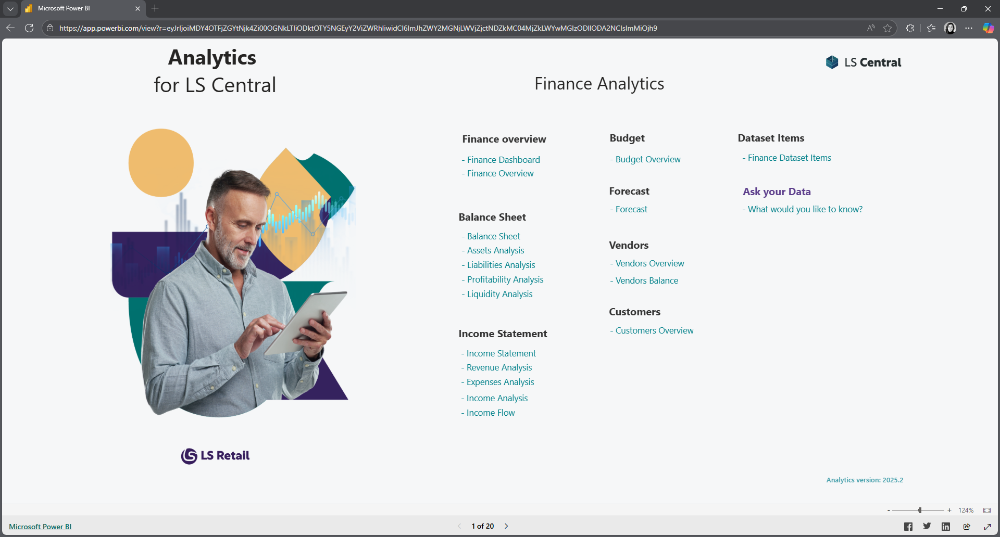 Microsoft Power BI
https://app.powerbi.com/view?r=eyJrIjoiMDY4OTFjZGYtNjk4Zi00OGNkLTliODktOTY5NGEyY2ViZWRhIiwidCI6ImJhZWY2MGNjLWVjZjctNDZkMC04MjZkLWYwMGIzODllODA2NCIsImMiOjh9
Analytics
for LS Central
LS Central
Finance Analytics
Finance overview
- Finance Dashboard
- Finance Overview
Balance Sheet
- Balance Sheet
- Assets Analysis
- Liabilities Analysis
- Profitability Analysis
- Liquidity Analysis
Income Statement
- Income Statement
- Revenue Analysis
- Expenses Analysis
- Income Analysis
- Income Flow
Budget
- Budget Overview
Forecast
- Forecast
Vendors
- Vendors Overview
- Vendors Balance
Customers
- Customers Overview
Dataset Items
- Finance Dataset Items
Ask your Data
- What would you like to know?
LS Retail
Analytics version: 2025.2
- + 124%
Microsoft Power BI
1 of 20